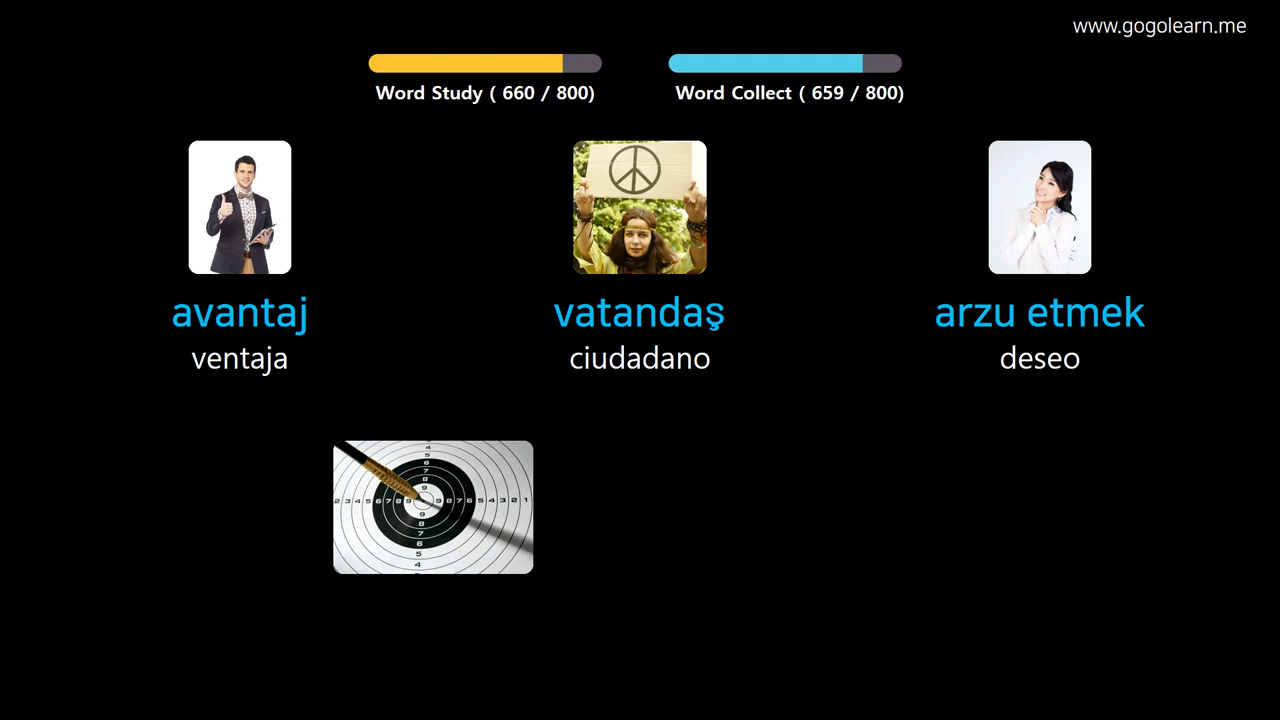 www.gogolearn.me
Word Study ( 660 / 800)
Word Collect ( 659 / 800)
avantaj
ventaja
vatandaş
ciudadano
arzu etmek
deseo